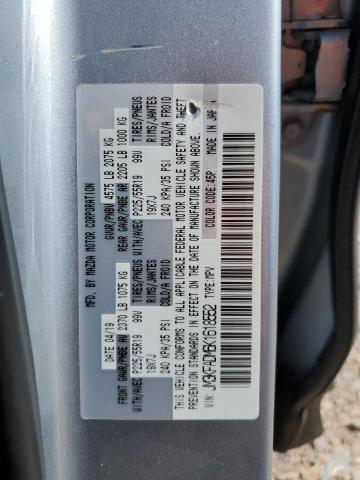 MFD. BY MAZDA MOTOR CORPORATION
DATE: 04/19 GVWR/PNBV 4575 LB 2075 KG
FRONT GAWR/PNBE AV 2370 LB 1075 KG REAR GAWR/PNBE AR 2205 LB 1000 KG
WITH/AVEC P225/55R19 99V TIRES/PNEUS WITH/AVEC P225/55R19 99V TIRES/PNEUS
19X7J RIMS/JANTES 19X7J RIMS/JANTES
240 KPA/35 PSI COLD/A FROID 240 KPA/35 PSI COLD/A FROID
THIS VEHICLE CONFORMS TO ALL APPLICABLE FEDERAL MOTOR VEHICLE SAFETY AND THEFT
PREVENTION STANDARDS IN EFFECT ON THE DATE OF MANUFACTURE SHOWN ABOVE.
VIN: TYPE:MPV COLOR CODE:45P MADE IN